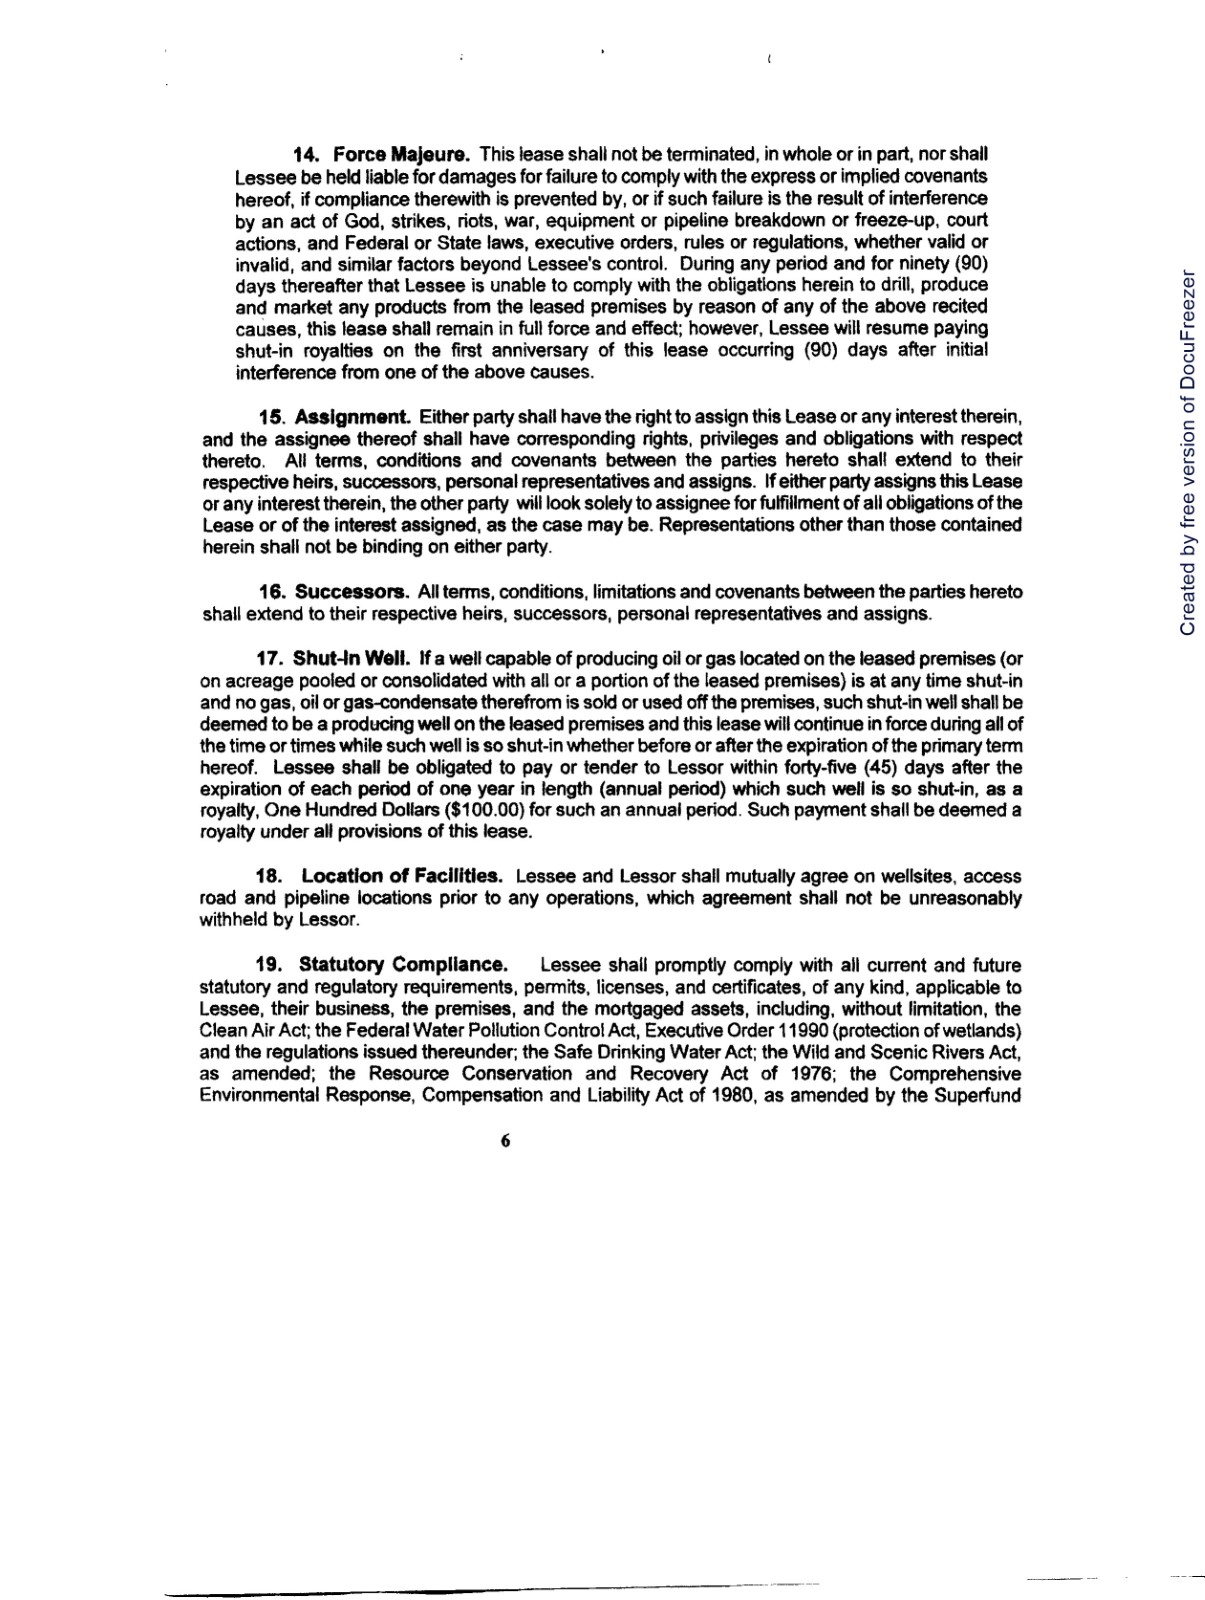 14. Force Majeure. This lease shall not be terminated, in whole or in part, nor shall
Lessee be held liable for damages for failure to comply with the express or implied covenants
hereof, if compliance therewith is prevented by, or if such failure is the result of interference
by an act of God, strikes, riots, war, equipment or pipeline breakdown or freeze-up, court
actions, and Federal or State laws, executive orders, rules or regulations, whether valid or
invalid, and similar factors beyond Lessee's control. During any period and for ninety (90)
days thereafter that Lessee is unable to comply with the obligations herein to drill, produce
and market any products from the leased premises by reason of any of the above recited
causes, this lease shall remain in full force and effect; however, Lessee will resume paying
shut-in royalties on the first anniversary of this lease occurring (90) days after initial
interference from one of the above causes.
15. Assignment. Either party shall have the right to assign this Lease or any interest therein,
and the assignee thereof shall have corresponding rights, privileges and obligations with respect
thereto. All terms, conditions and covenants between the parties hereto shall extend to their
respective heirs, successors, personal representatives and assigns. If either party assigns this Lease
or any interest therein, the other party will look solely to assignee for fulfillment of all obligations of the
Lease or of the interest assigned, as the case may be. Representations other than those contained
herein shall not be binding on either party.
16. Successors. All terms, conditions, limitations and covenants between the parties hereto
shall extend to their respective heirs, successors, personal representatives and assigns.
17. Shut-In Well. If a well capable of producing oil or gas located on the leased premises (or
on acreage pooled or consolidated with all or a portion of the leased premises) is at any time shut-in
and no gas, oil or gas-condensate therefrom is sold or used off the premises, such shut-in well shall be
deemed to be a producing well on the leased premises and this lease will continue in force during all of
the time or times while such well is so shut-in whether before or after the expiration of the primary term
hereof. Lessee shall be obligated to pay or tender to Lessor within forty-five (45) days after the
expiration of each period of one year in length (annual period) which such well is so shut-in, as a
royalty, One Hundred Dollars ($100.00) for such an annual period. Such payment shall be deemed a
royalty under all provisions of this lease.
18. Location of Facilities. Lessee and Lessor shall mutually agree on wellsites, access
road and pipeline locations prior to any operations, which agreement shall not be unreasonably
withheld by Lessor.
19. Statutory Compliance. Lessee shall promptly comply with all current and future
statutory and regulatory requirements, permits, licenses, and certificates, of any kind, applicable to
Lessee, their business, the premises, and the mortgaged assets, including, without limitation, the
Clean Air Act; the Federal Water Pollution Control Act, Executive Order 11990 (protection of wetlands)
and the regulations issued thereunder; the Safe Drinking Water Act; the Wild and Scenic Rivers Act,
as amended; the Resource Conservation and Recovery Act of 1976; the Comprehensive
Environmental Response, Compensation and Liability Act of 1980, as amended by the Superfund
6
Created by free version of DocuFreezer